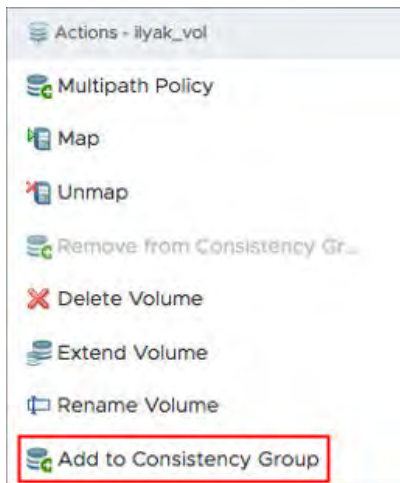 Actions - ilyak_vol
Multipath Policy
Map
Unmap
Remove from Consistency Gr...
Delete Volume
Extend Volume
Rename Volume
Add to Consistency Group